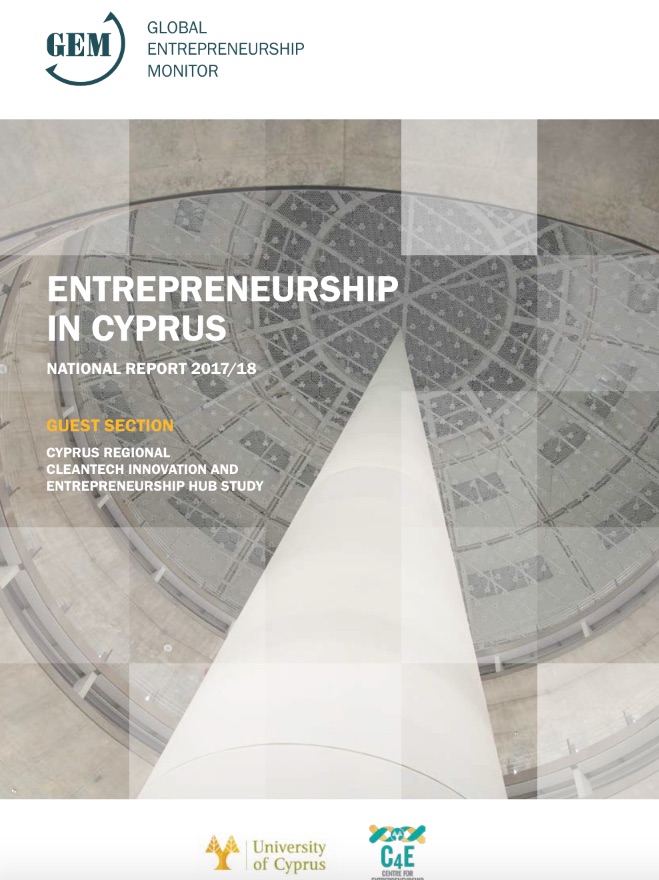 GEM
GLOBAL
ENTREPRENEURSHIP
MONITOR
ENTREPRENEURSHIP
IN CYPRUS
NATIONAL REPORT 2017/18
GUEST SECTION
CYPRUS REGIONAL
CLEANTECH INNOVATION AND
ENTREPRENEURSHIP HUB STUDY
University
of Cyprus
C4E
CENTRE FOR